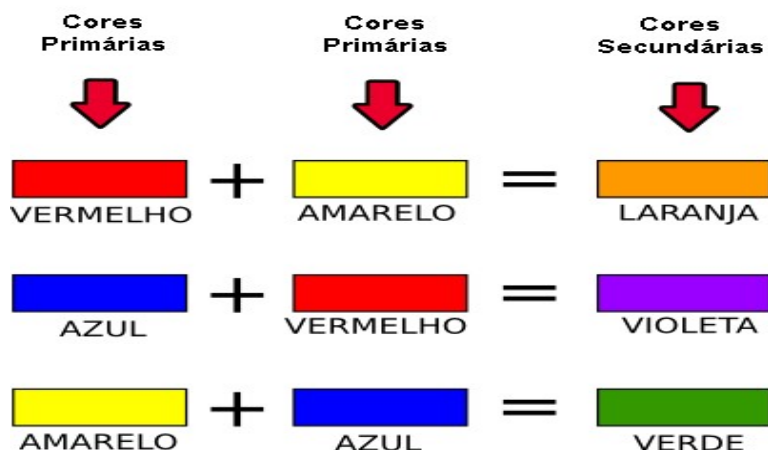 Cores
Primárias
Cores
Primárias
Cores
Secundárias
VERMELHO + AMARELO = LARANJA
AZUL + VERMELHO = VIOLETA
AMARELO + AZUL = VERDE